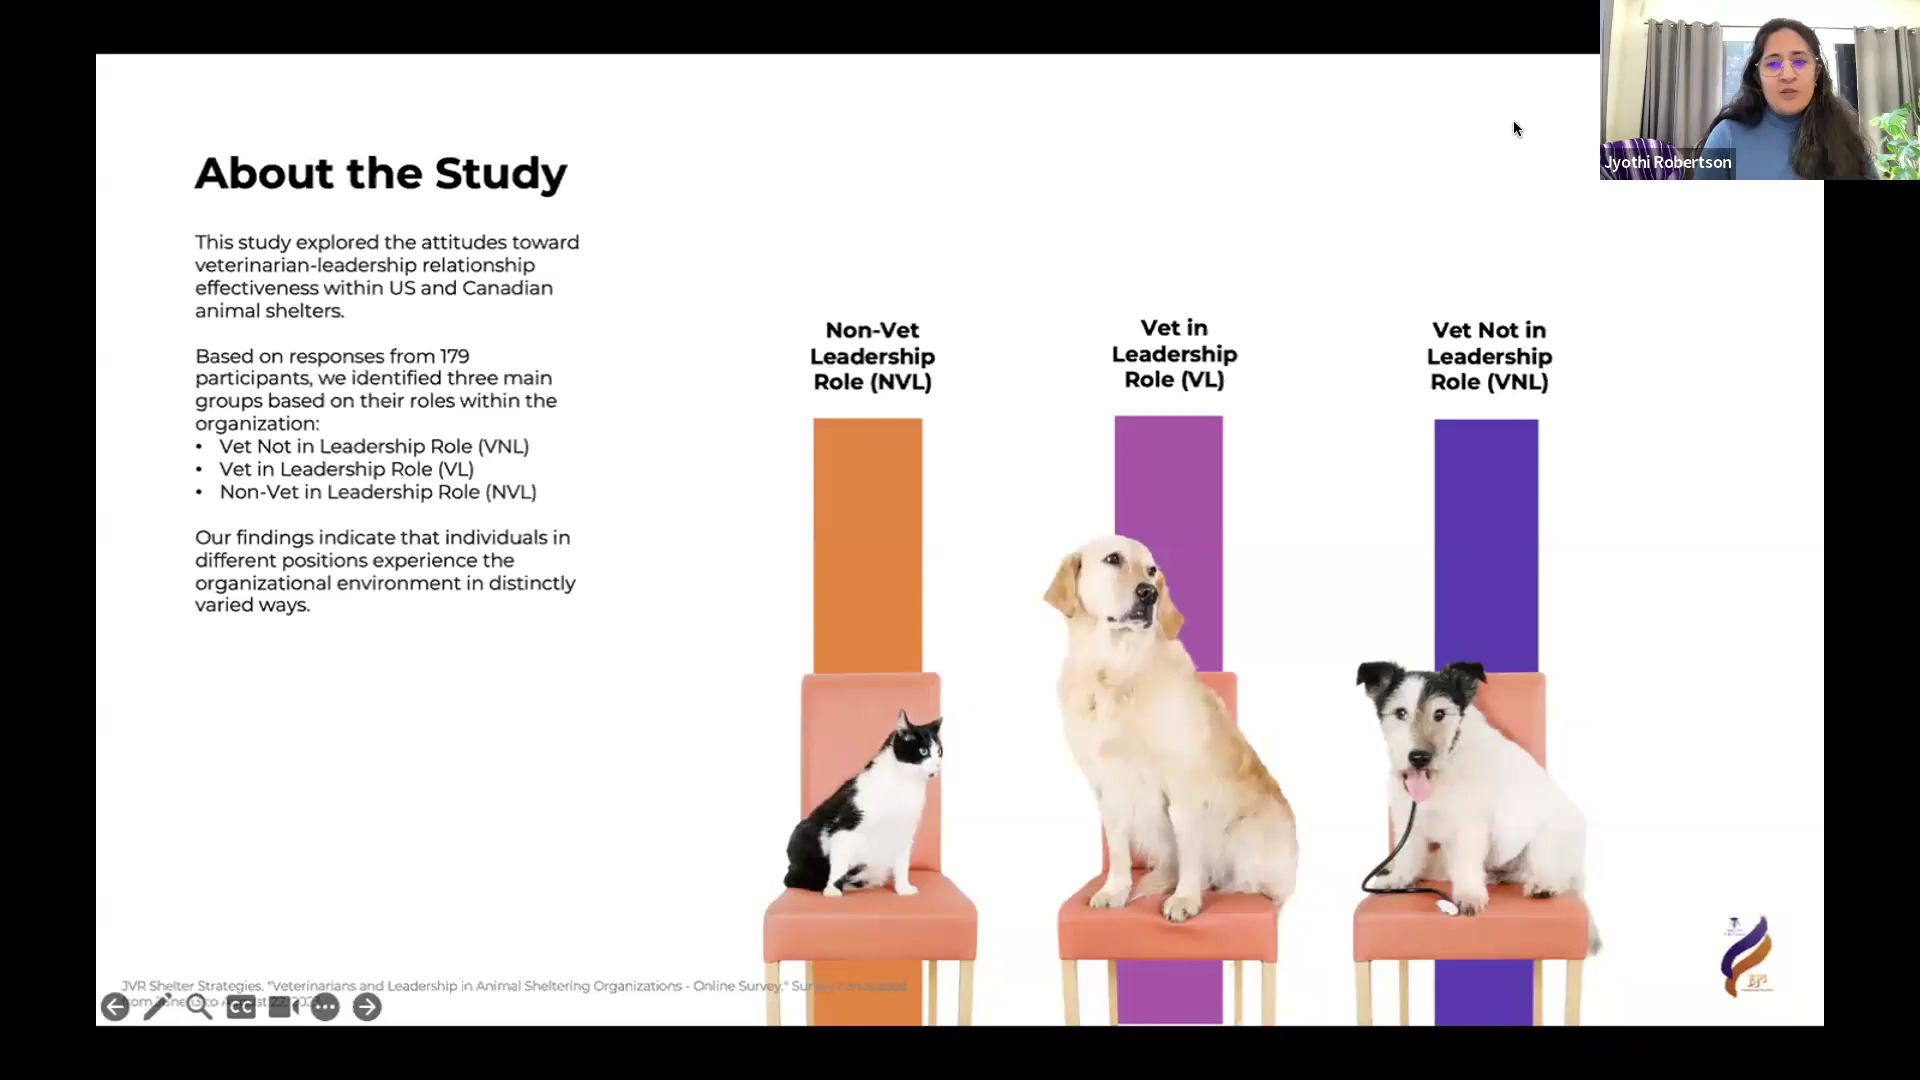 Jyothi Robertson
About the Study
This study explored the attitudes toward
veterinarian-leadership relationship
effectiveness within US and Canadian
animal shelters.
Based on responses from 179
participants, we identified three main
groups based on their roles within the
organization:
• Vet Not in Leadership Role (VNL)
• Vet in Leadership Role (VL)
• Non-Vet in Leadership Role (NVL)
Our findings indicate that individuals in
different positions experience the
organizational environment in distinctly
varied ways.
Non-Vet
Leadership
Role (NVL)
Vet in
Leadership
Role (VL)
Vet Not in
Leadership
Role (VNL)
JVR Shelter Strategies. "Veterinarians and Leadership in Animal Sheltering Organizations - Online Survey." Survey conducted
CC